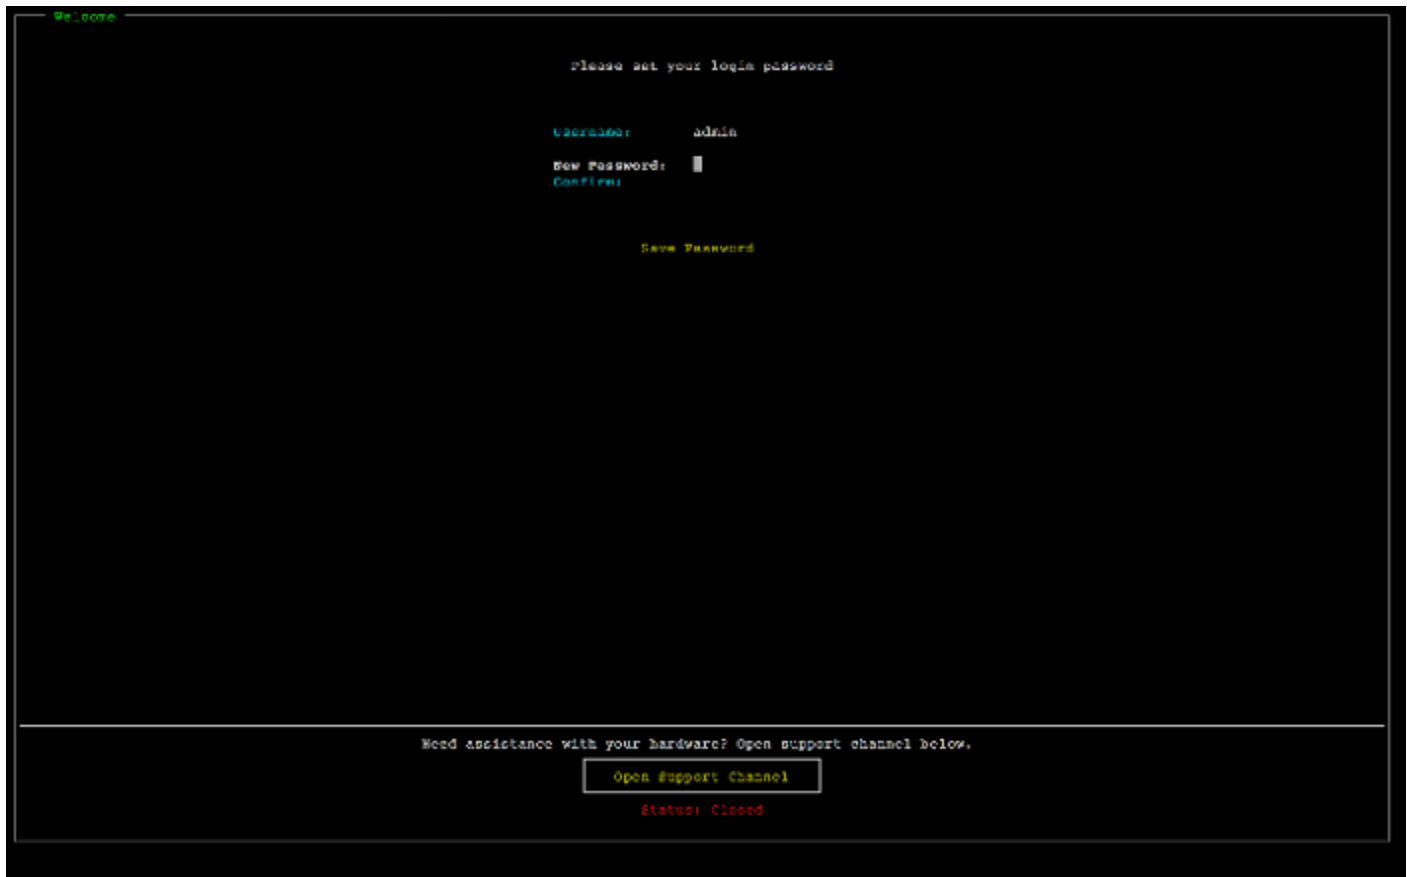 Welcome
Please set your login password
Username: admin
New Password:
Confirm:
Save Password
Need assistance with your hardware? Open support channel below.
Open Support Channel
Status: Closed